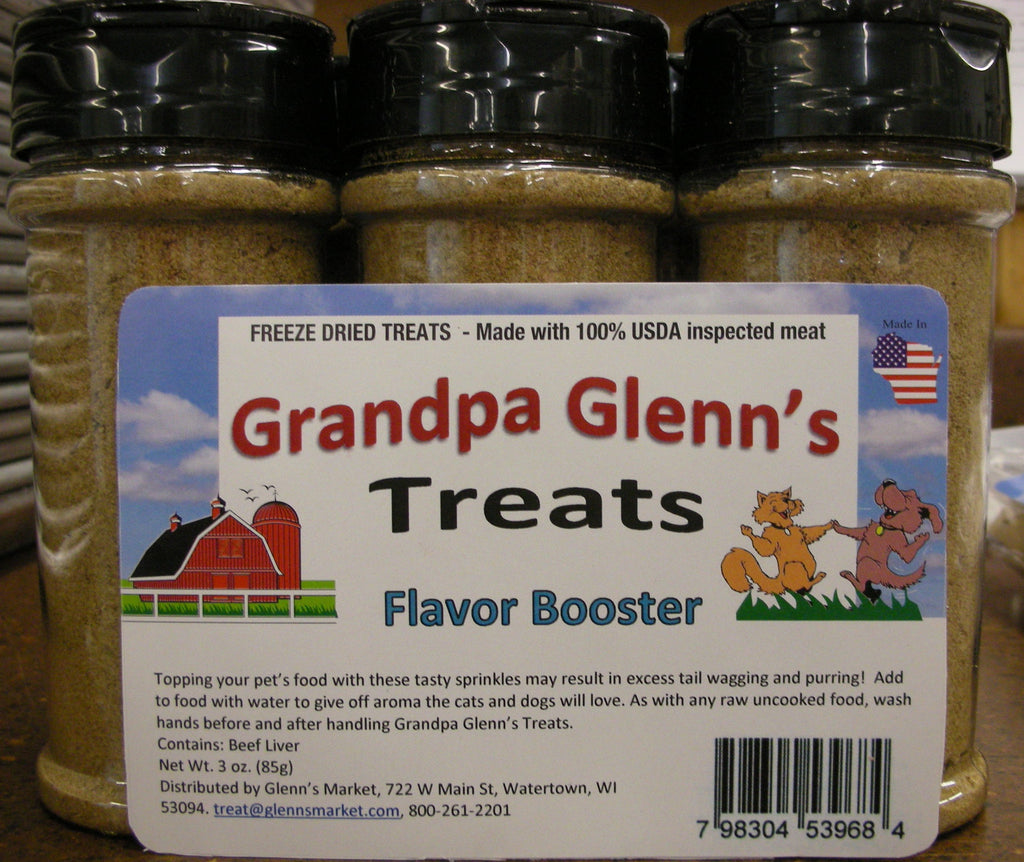 FREEZE DRIED TREATS - Made with 100% USDA inspected meat
Made In
Grandpa Glenn's
Treats
Flavor Booster
Topping your pet's food with these tasty sprinkles may result in excess tail wagging and purring! Add
to food with water to give off aroma the cats and dogs will love. As with any raw uncooked food, wash
hands before and after handling Grandpa Glenn's Treats.
Contains: Beef Liver
Net Wt. 3 oz. (85g)
Distributed by Glenn's Market, 722 W Main St, Watertown, WI
53094. treat@glennsmarket.com, 800-261-2201
7 98304 53968 4